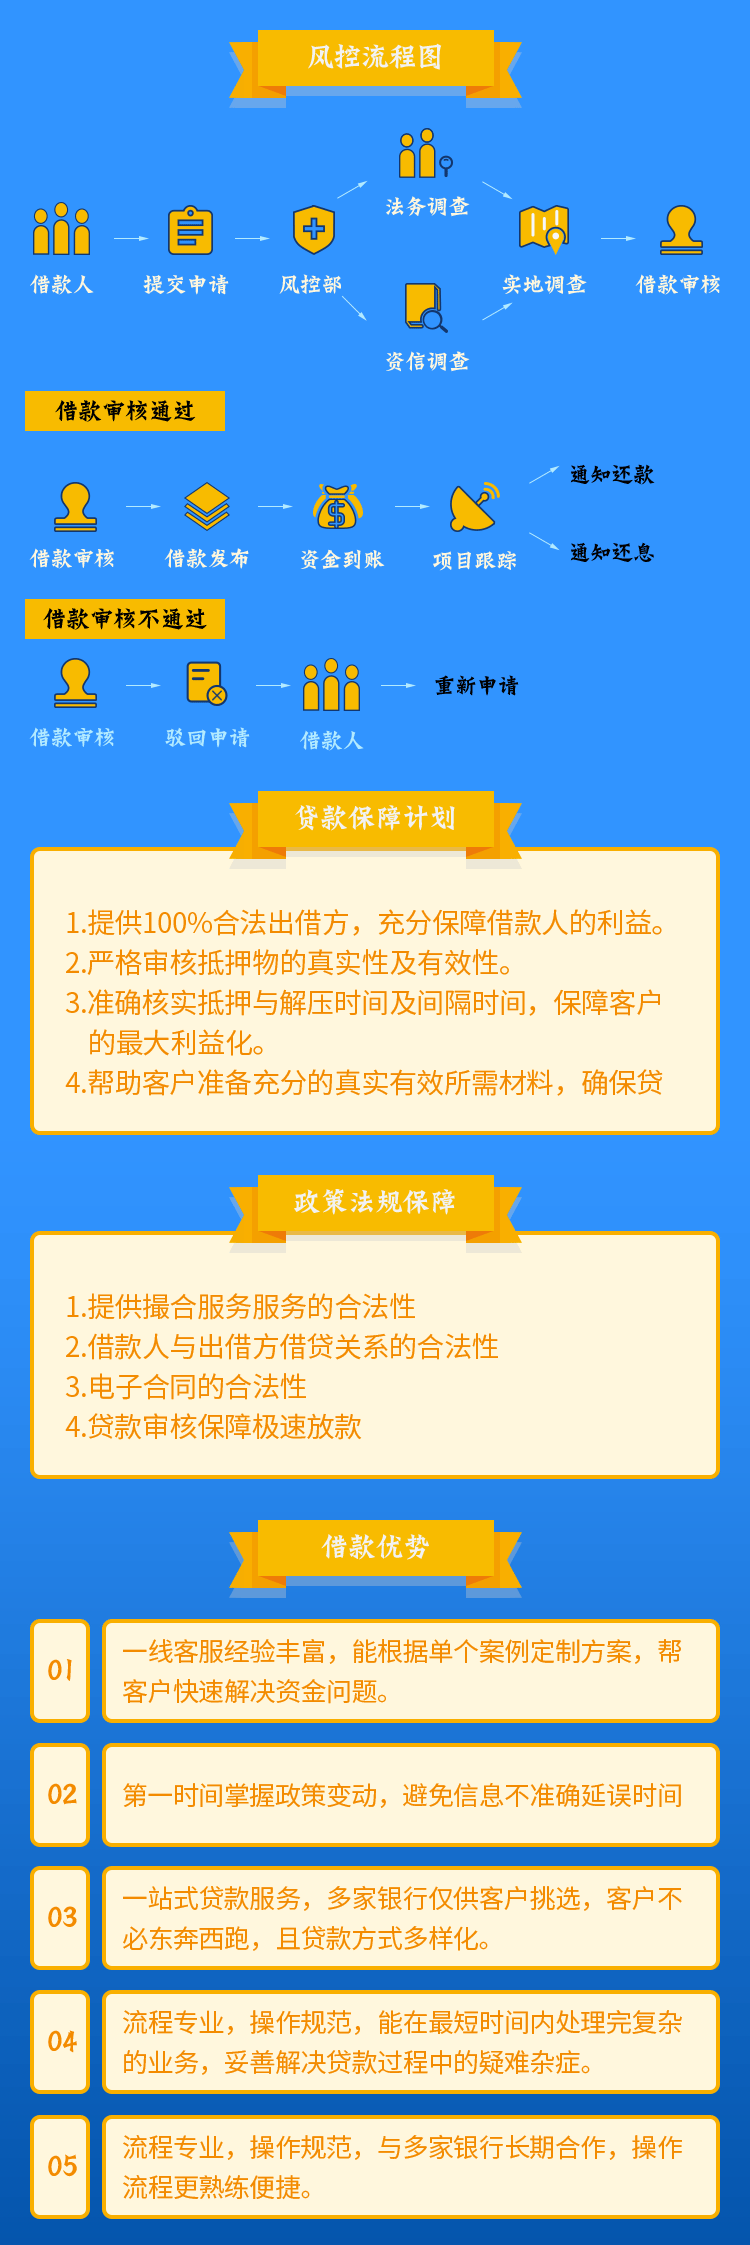 风控流程图
法务调查
借款人
提交申请
风控部
实地调查
借款审核
资信调查
借款审核通过
通知还款
借款审核
借款发布
资金到账
项目跟踪
通知还息
借款审核不通过
重新申请
借款审核
驳回申请
借款人
贷款保障计划
1.提供100%合法出借方，充分保障借款人的利益。
2.严格审核抵押物的真实性及有效性。
3.准确核实抵押与解压时间及间隔时间，保障客户
的最大利益化。
4.帮助客户准备充分的真实有效所需材料，确保贷
政策法规保障
1.提供撮合服务服务的合法性
2.借款人与出借方借贷关系的合法性
3.电子合同的合法性
4.贷款审核保障极速放款
借款优势
01
一线客服经验丰富，能根据单个案例定制方案，帮
客户快速解决资金问题。
02
第一时间掌握政策变动，避免信息不准确延误时间
03
一站式贷款服务，多家银行仅供客户挑选，客户不
必东奔西跑，且贷款方式多样化。
04
流程专业，操作规范，能在最短时间内处理完复杂
的业务，妥善解决贷款过程中的疑难杂症。
05
流程专业，操作规范，与多家银行长期合作，操作
流程更熟练便捷。